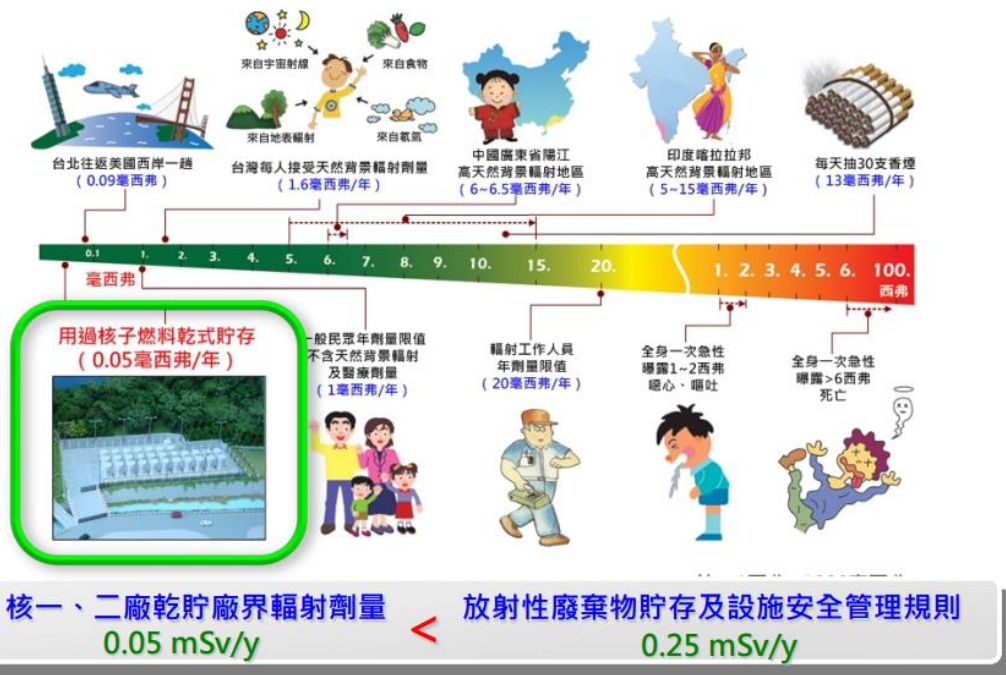 來自宇宙射線
來自食物
來自地表輻射
來自氡氣
台北往返美國西岸一趟
(0.09毫西弗)
台灣每人接受天然背景輻射劑量
(1.6毫西弗/年)
中國廣東省陽江
高天然背景輻射地區
(6~6.5毫西弗/年)
印度喀拉拉邦
高天然背景輻射地區
(5~15毫西弗/年)
每天抽30支香煙
(13毫西弗/年)
0.1 1. 2. 3. 4. 5. 6. 7. 8. 9. 10. 15. 20. 1. 2. 3. 4. 5. 6. 100.
毫西弗
西弗
用過核子燃料乾式貯存
(0.05毫西弗/年)
般民眾年劑量限值
不含天然背景輻射
及醫療劑量
(1毫西弗/年)
輻射工作人員
年劑量限值
(20毫西弗/年)
全身一次急性
曝露1~2西弗
噁心、嘔吐
全身一次急性
曝露>6西弗
死亡
核一、二廠乾貯廠界輻射劑量
0.05 mSv/y
<
放射性廢棄物貯存及設施安全管理規則
0.25 mSv/y